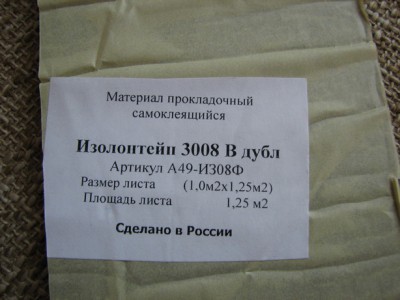 Материал прокладочный
самоклеящийся
Изолонтейп 3008 В дубл
Артикул А49-ИЗ08Ф
Размер листа (1,0м2х1,25м2)
Площадь листа 1,25 м2
Сделано в России